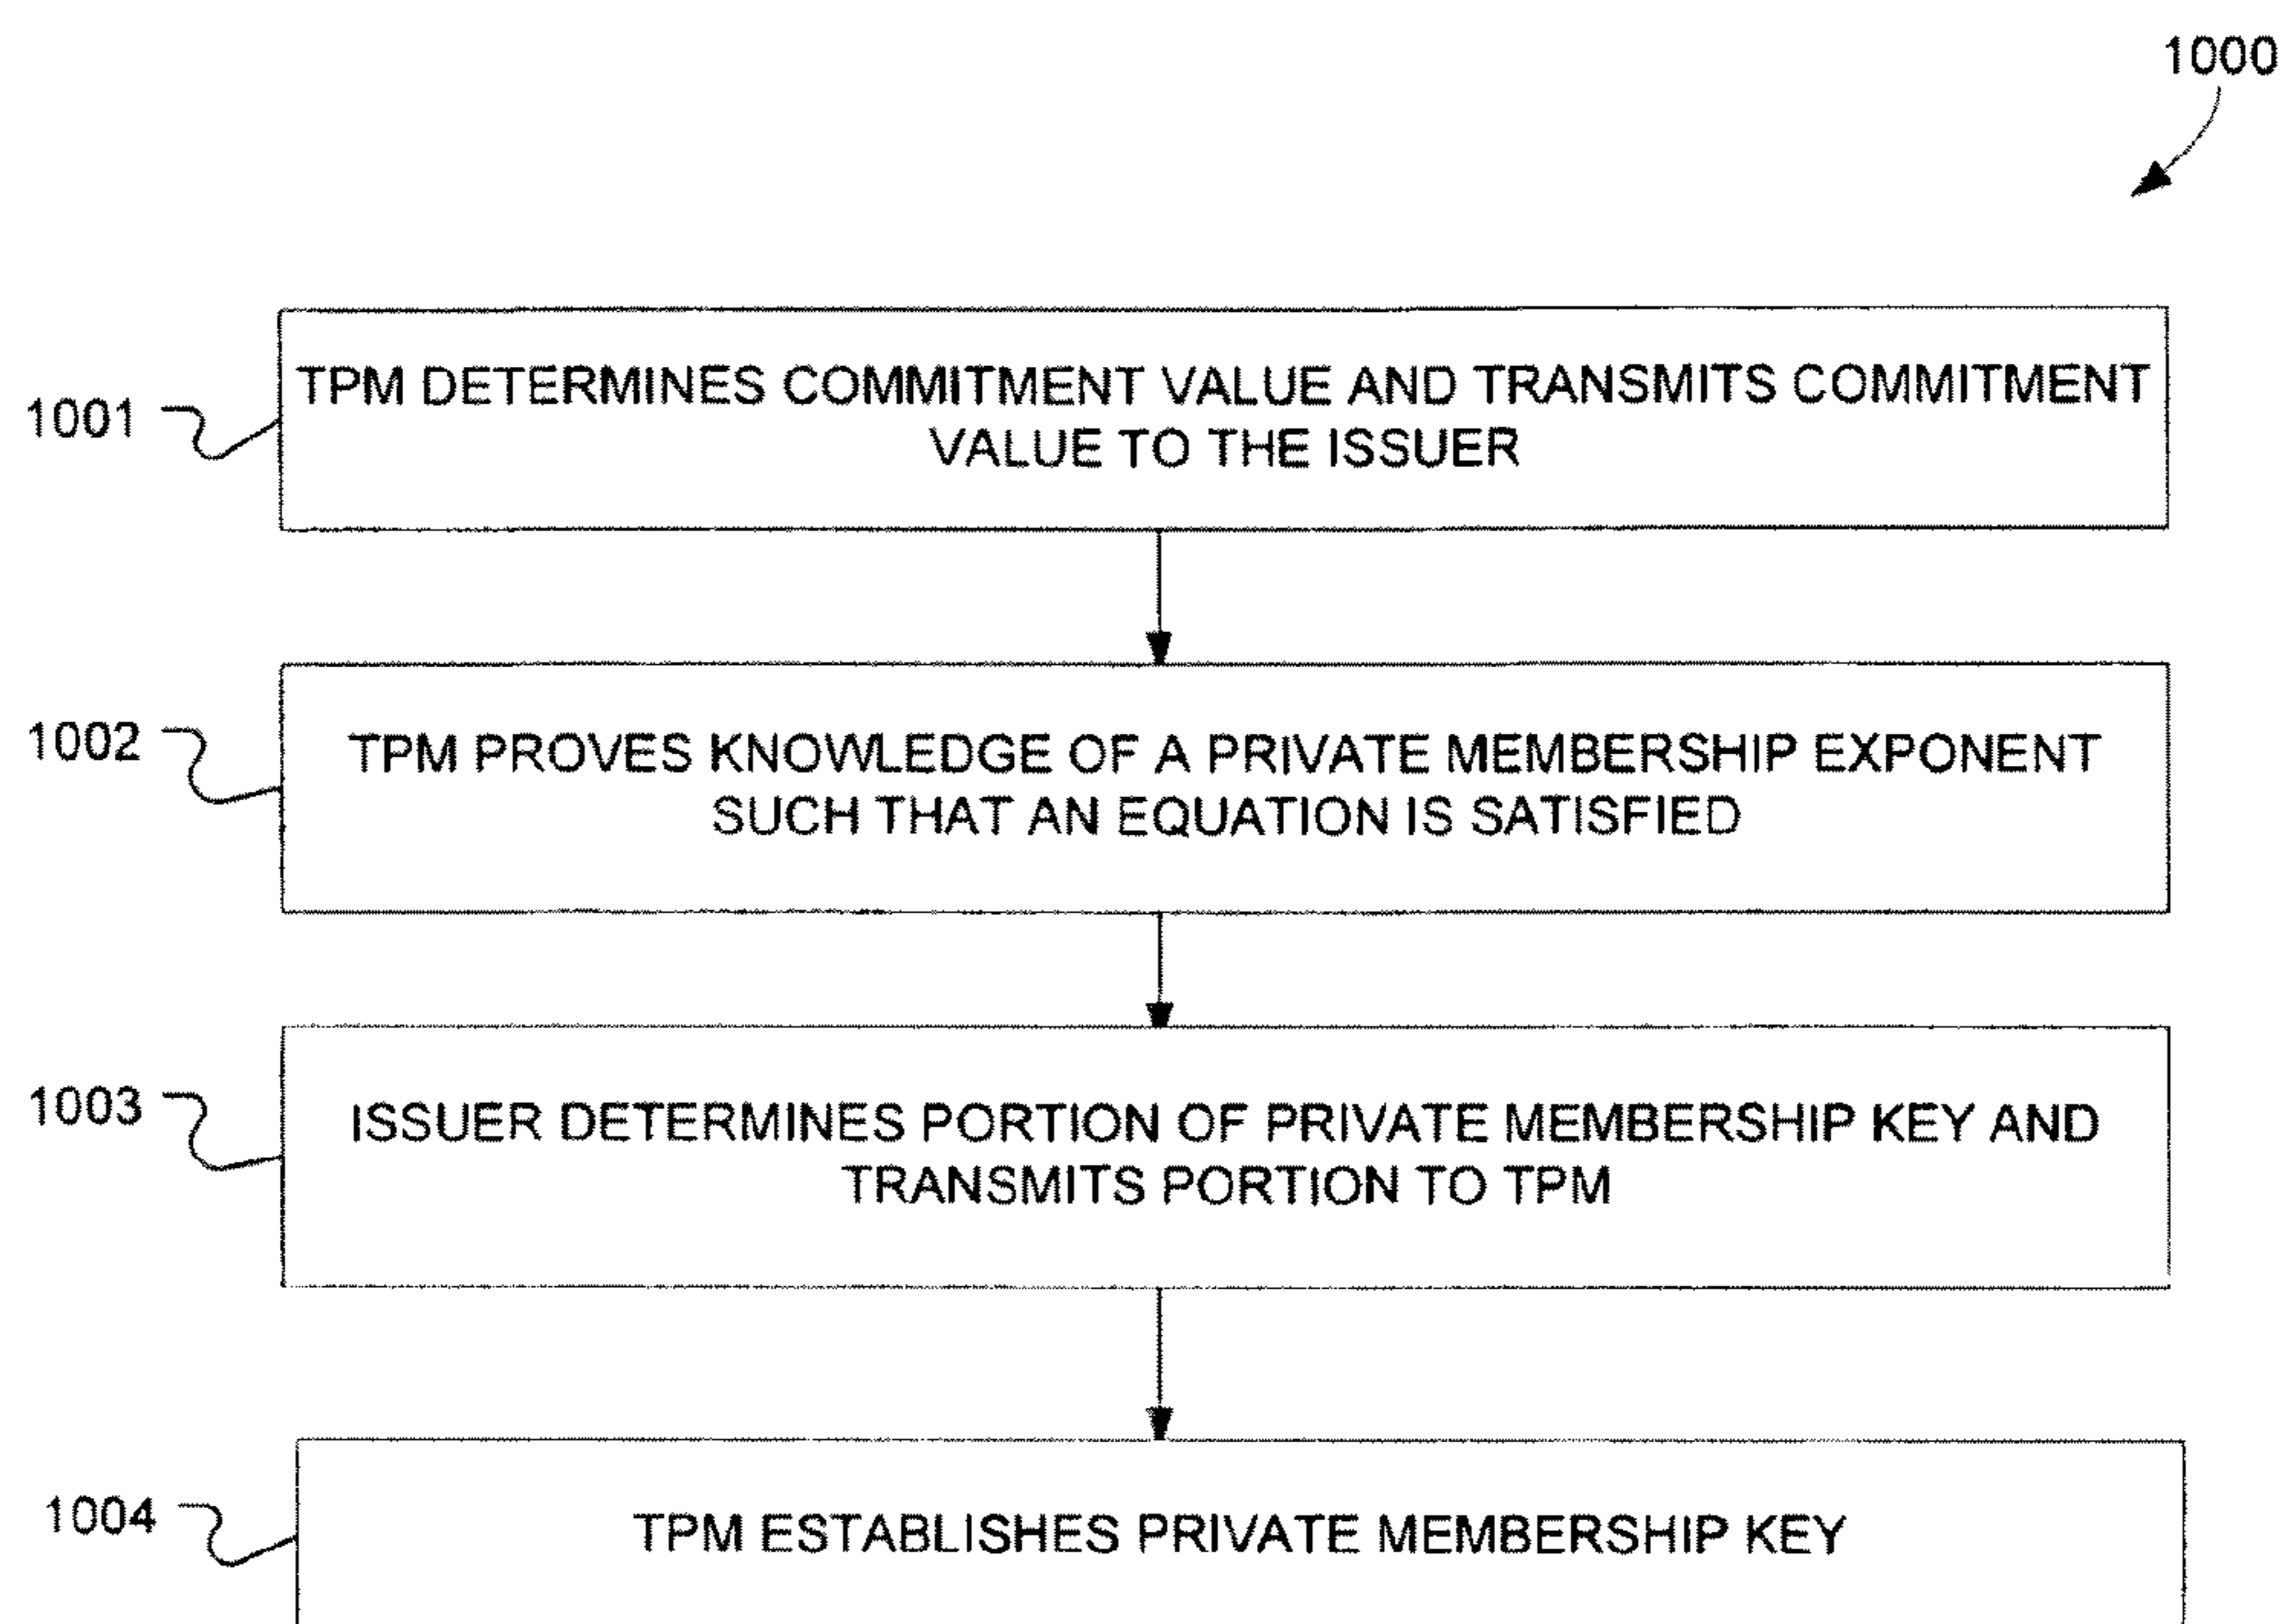 1000
1001
TPM DETERMINES COMMITMENT VALUE AND TRANSMITS COMMITMENT
VALUE TO THE ISSUER
1002
TPM PROVES KNOWLEDGE OF A PRIVATE MEMBERSHIP EXPONENT
SUCH THAT AN EQUATION IS SATISFIED
1003
ISSUER DETERMINES PORTION OF PRIVATE MEMBERSHIP KEY AND
TRANSMITS PORTION TO TPM
1004
TPM ESTABLISHES PRIVATE MEMBERSHIP KEY